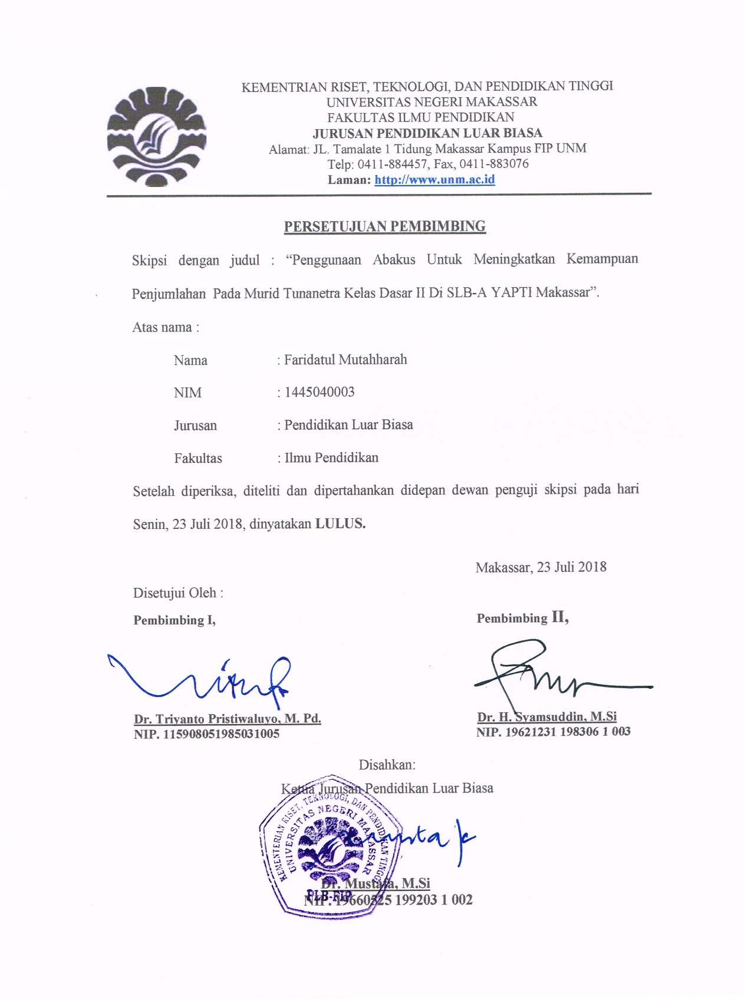 KEMENTRIAN RISET, TEKNOLOGI, DAN PENDIDIKAN TINGGI
UNIVERSITAS NEGERI MAKASSAR
FAKULTAS ILMU PENDIDIKAN
JURUSAN PENDIDIKAN LUAR BIASA
Alamat: JL. Tamalate 1 Tidung Makassar Kampus FIP UNM
Telp: 0411-884457, Fax, 0411-883076
Laman: http://www.unm.ac.id
PERSETUJUAN PEMBIMBING
Skipsi dengan judul : “Penggunaan Abakus Untuk Meningkatkan Kemampuan
Penjumlahan Pada Murid Tunanetra Kelas Dasar II Di SLB-A YAPTI Makassar”.
Atas nama :
Nama : Faridatul Mutahharah
NIM : 1445040003
Jurusan : Pendidikan Luar Biasa
Fakultas : Ilmu Pendidikan
Setelah diperiksa, diteliti dan dipertahankan didepan dewan penguji skipsi pada hari
Senin, 23 Juli 2018, dinyatakan LULUS.
Makassar, 23 Juli 2018
Disetujui Oleh :
Pembimbing I, Pembimbing II,
Dr. Triyanto Pristiwaluyo, M. Pd. Dr. H. Syamsuddin, M.Si
NIP. 115908051985031005 NIP. 19621231 198306 1 003
Disahkan:
Ketua Jurusan Pendidikan Luar Biasa
KEMENTERIAN RISET, TEKNOLOGI, DAN PENDIDIKAN TINGGI
UNIVERSITAS NEGERI MAKASSAR
Dr. Mustafa, M.Si
PLB-FIP
NIP. 19660525 199203 1 002